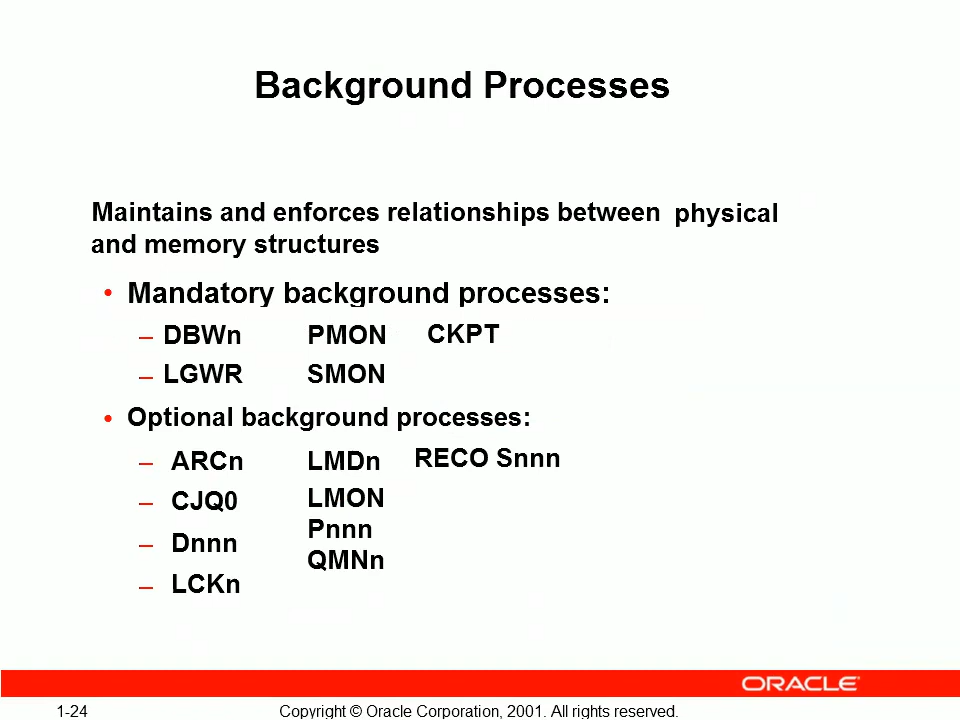 Background Processes
Maintains and enforces relationships between physical
and memory structures
• Mandatory background processes:
– DBWn PMON CKPT
– LGWR SMON
• Optional background processes:
– ARCn LMDn RECO Snnn
– CJQ0 LMON
Pnnn
– Dnnn QMNn
– LCKn
ORACLE
1-24 Copyright © Oracle Corporation, 2001. All rights reserved.